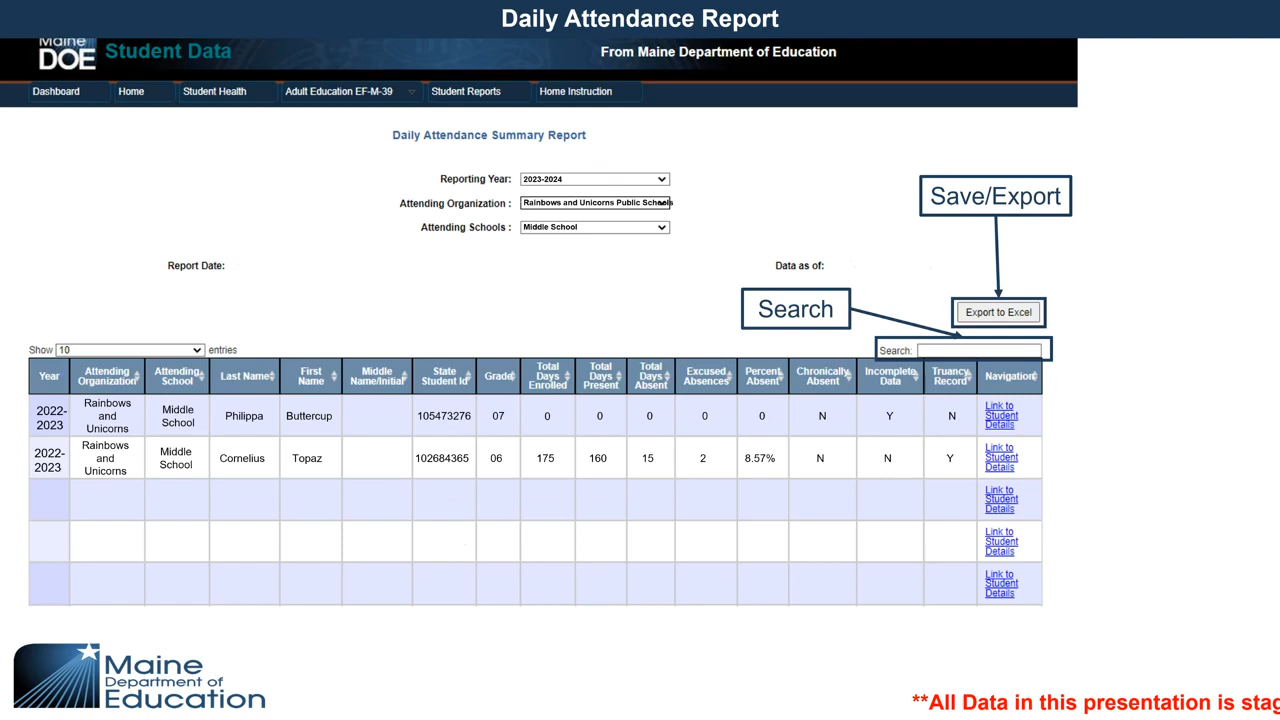 Daily Attendance Report
Maine
DOE Student Data
From Maine Department of Education
Dashboard Home Student Health Adult Education EF-M-39 Student Reports Home Instruction
Daily Attendance Summary Report
Reporting Year: 2023-2024
Attending Organization : Rainbows and Unicorns Public Schools
Attending Schools : Middle School
Save/Export
Report Date: Data as of:
Search
Export to Excel
Show 10 entries
Search:
Year Attending Organization Attending School Last Name First Name Middle Name/Initial State Student Id Grade Total Days Enrolled Total Days Present Total Days Absent Excused Absences Percent Absent Chronically Absent Incomplete Data Truancy Record Navigation
2022-2023 Rainbows and Unicorns Middle School Philippa Buttercup 105473276 07 0 0 0 0 0 N Y N Link to Student Details
2022-2023 Rainbows and Unicorns Middle School Cornelius Topaz 102684365 06 175 160 15 2 8.57% N N Y Link to Student Details
Link to Student Details
Link to Student Details
Link to Student Details
Maine
Department of
Education
**All Data in this presentation is stag